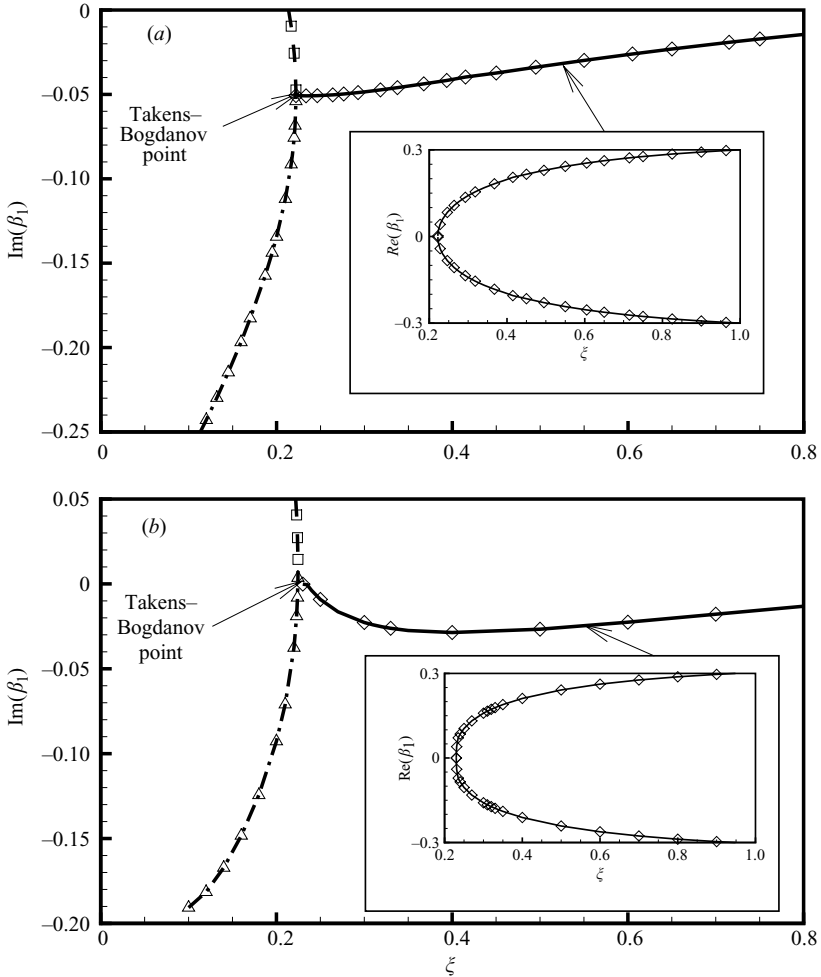 0
(a)
–0.05
Takens–
Bogdanov
point
–0.10
Im(β1)
–0.15
–0.20
–0.25
0.3
Re(β1)
0
–0.3
0.2 0.4 0.6 0.8 1.0
ξ
0 0.2 0.4 0.6 0.8
0.05
(b)
0
Takens–
Bogdanov
point
–0.05
Im(β1)
–0.10
–0.15
–0.20
0.3
Re(β1)
0
–0.3
0.2 0.4 0.6 0.8 1.0
ξ
0 0.2 0.4 0.6 0.8
ξ